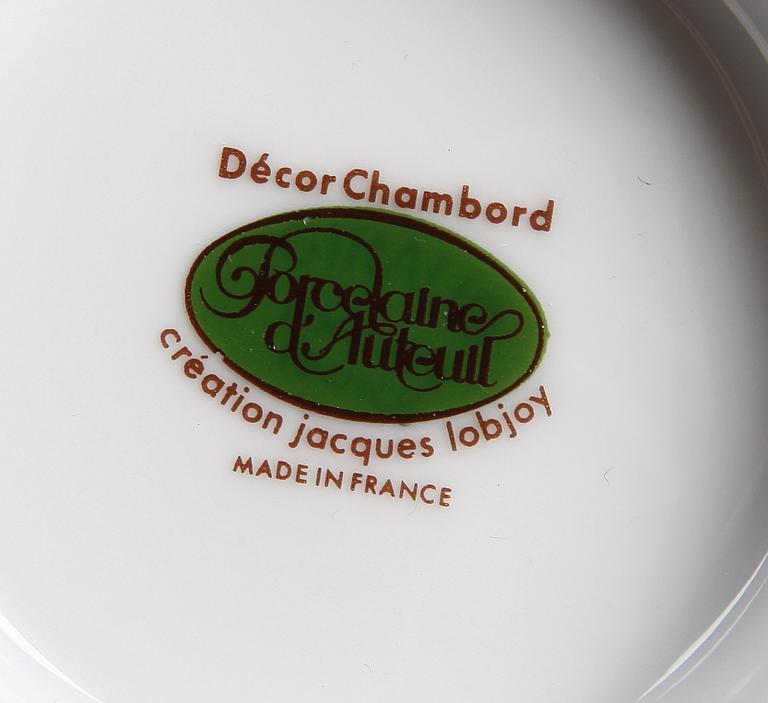 Décor Chambord
Porcelaine
d'Auteuil
création jacques lobjoy
MADE IN FRANCE